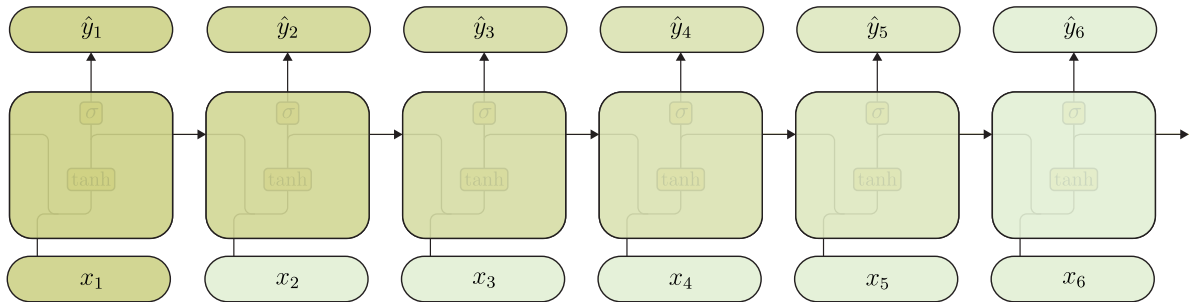 ŷ₁ ŷ₂ ŷ₃ ŷ₄ ŷ₅ ŷ₆
σ σ σ σ σ σ
tanh tanh tanh tanh tanh tanh
x₁ x₂ x₃ x₄ x₅ x₆